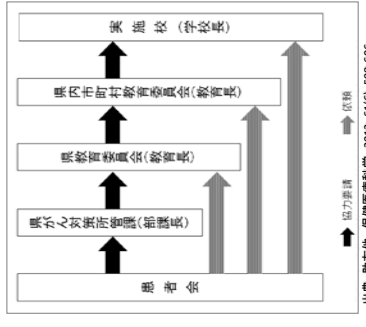 実施校(学校長)
県内市町村教育委員会(教育長)
県教育委員会(教育長)
県がん対策所管課(部課長)
患者会
協力要請
依頼